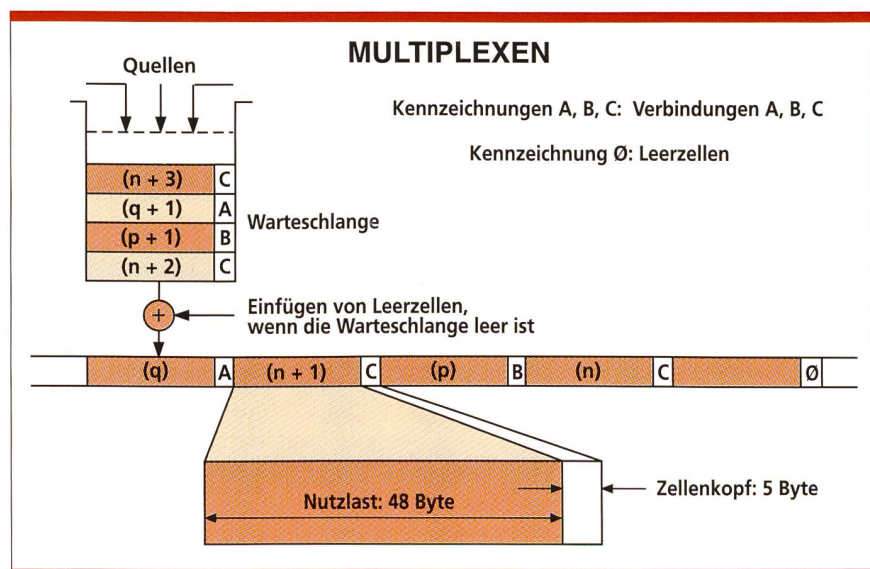 MULTIPLEXEN
Quellen
Kennzeichnungen A, B, C: Verbindungen A, B, C
Kennzeichnung Ø: Leerzellen
(n + 3) C
(q + 1) A
(p + 1) B
(n + 2) C
Warteschlange
+
Einfügen von Leerzellen,
wenn die Warteschlange leer ist
(q) A (n + 1) C (p) B (n) C Ø
Nutzlast: 48 Byte
Zellenkopf: 5 Byte